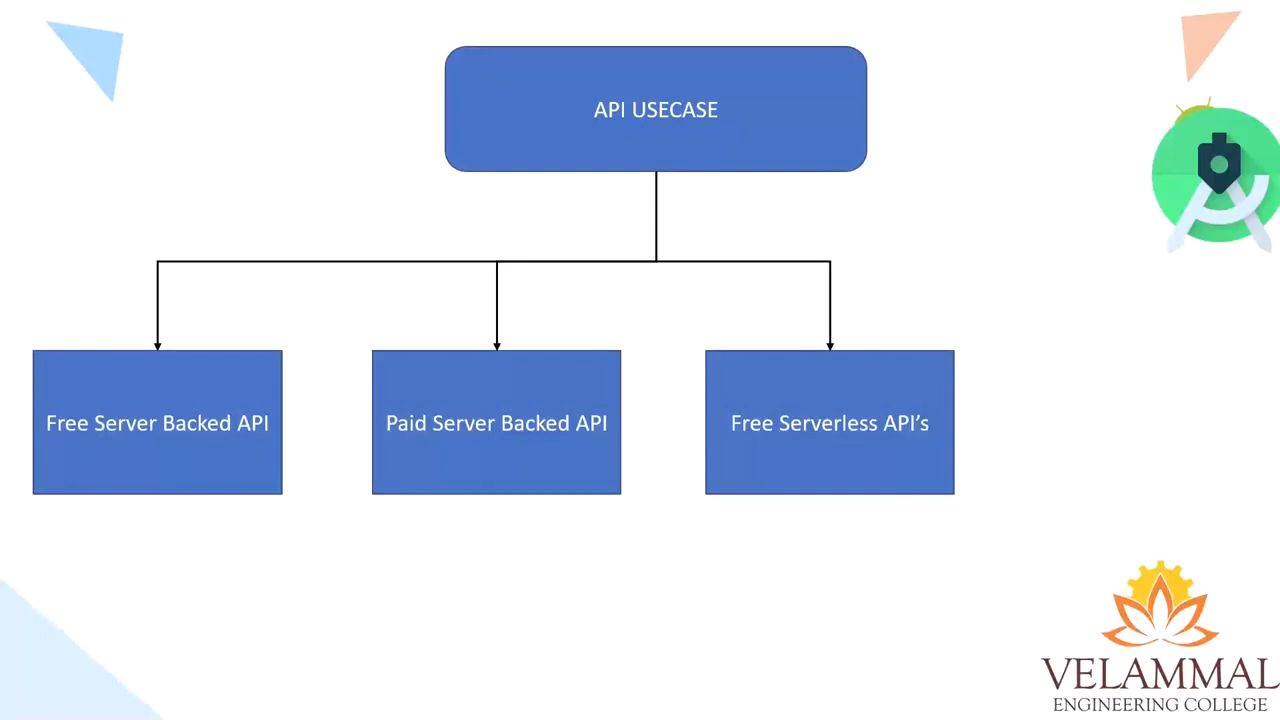 API USECASE
Free Server Backed API
Paid Server Backed API
Free Serverless API’s
VELAMMAL
ENGINEERING COLLEGE